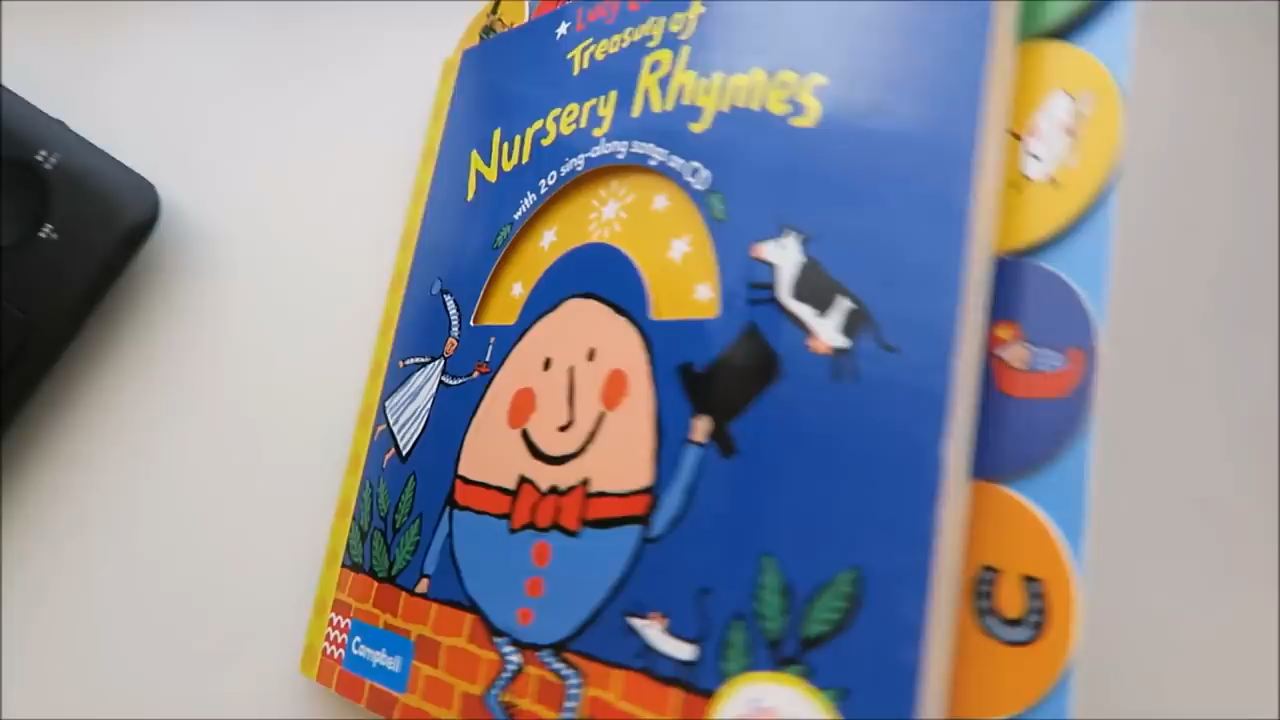 Treasury of
Nursery Rhymes
with 20 sing-along songs on CD
Campbell